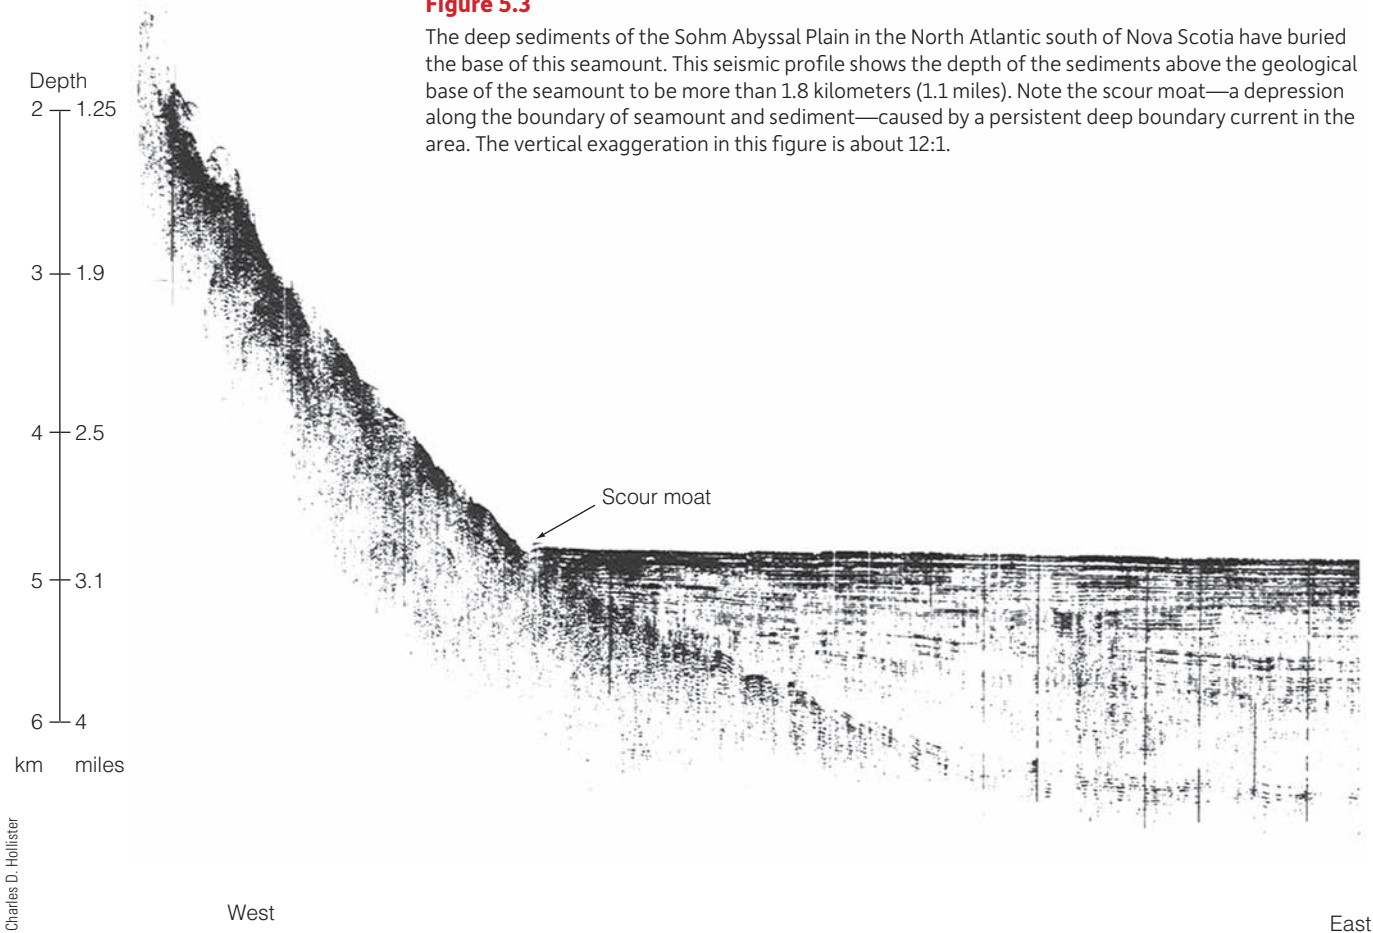 Figure 5.3
The deep sediments of the Sohm Abyssal Plain in the North Atlantic south of Nova Scotia have buried
the base of this seamount. This seismic profile shows the depth of the sediments above the geological
base of the seamount to be more than 1.8 kilometers (1.1 miles). Note the scour moat—a depression
along the boundary of seamount and sediment—caused by a persistent deep boundary current in the
area. The vertical exaggeration in this figure is about 12:1.
Depth
2 1.25
3 1.9
4 2.5
Scour moat
5 3.1
6 4
km miles
Charles D. Hollister
West
East